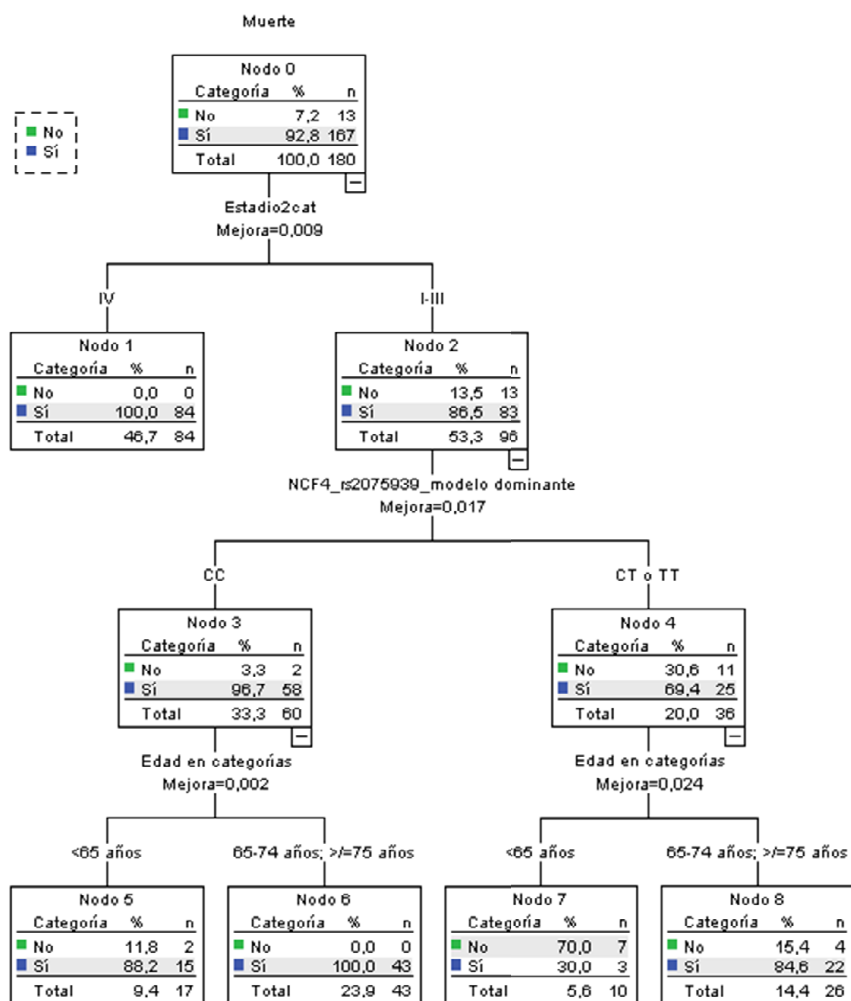 Muerte
Nodo 0
Categoría % n
No 7,2 13
Sí 92,8 167
Total 100,0 180
No
Sí
Estadio2cat
Mejora=0,009
IV
I-III
Nodo 1
Categoría % n
No 0,0 0
Sí 100,0 84
Total 46,7 84
Nodo 2
Categoría % n
No 13,5 13
Sí 86,5 83
Total 53,3 96
NCF4_rs2075939_modelo dominante
Mejora=0,017
CC
CT o TT
Nodo 3
Categoría % n
No 3,3 2
Sí 96,7 58
Total 33,3 60
Nodo 4
Categoría % n
No 30,6 11
Sí 69,4 25
Total 20,0 36
Edad en categorías
Mejora=0,002
Edad en categorías
Mejora=0,024
<65 años
65-74 años; >/=75 años
<65 años
65-74 años; >/=75 años
Nodo 5
Categoría % n
No 11,8 2
Sí 88,2 15
Total 9,4 17
Nodo 6
Categoría % n
No 0,0 0
Sí 100,0 43
Total 23,9 43
Nodo 7
Categoría % n
No 70,0 7
Sí 30,0 3
Total 5,6 10
Nodo 8
Categoría % n
No 15,4 4
Sí 84,6 22
Total 14,4 26